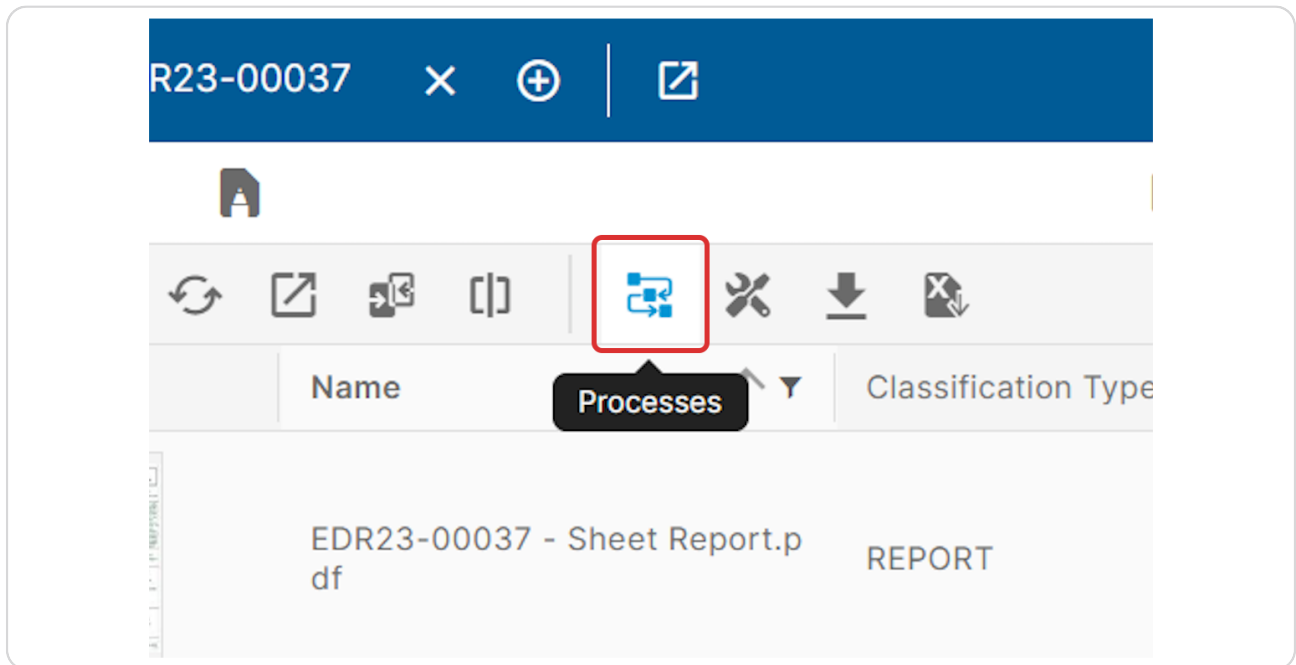 R23-00037
Processes
Name
Classification Type
EDR23-00037 - Sheet Report.p
df
REPORT